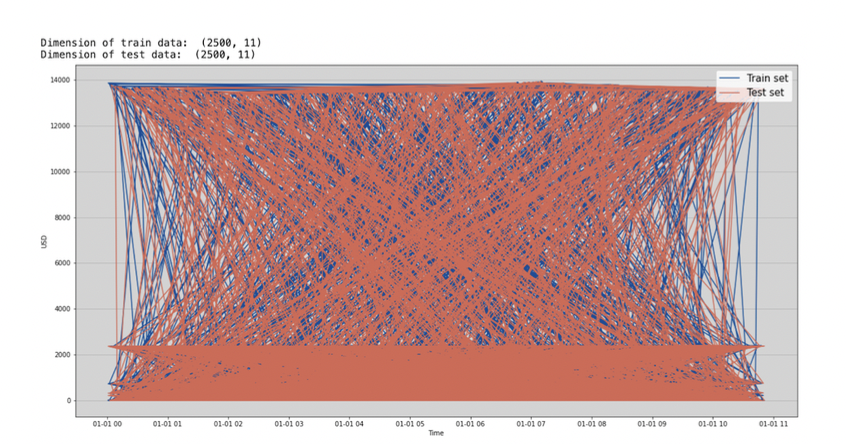 Dimension of train data:  (2500, 11)
Dimension of test data:  (2500, 11)
Train set
Test set
14000
12000
10000
8000
6000
4000
2000
0
USD
01-01 00 01-01 01 01-01 02 01-01 03 01-01 04 01-01 05 01-01 06 01-01 07 01-01 08 01-01 09 01-01 10 01-01 11
Time